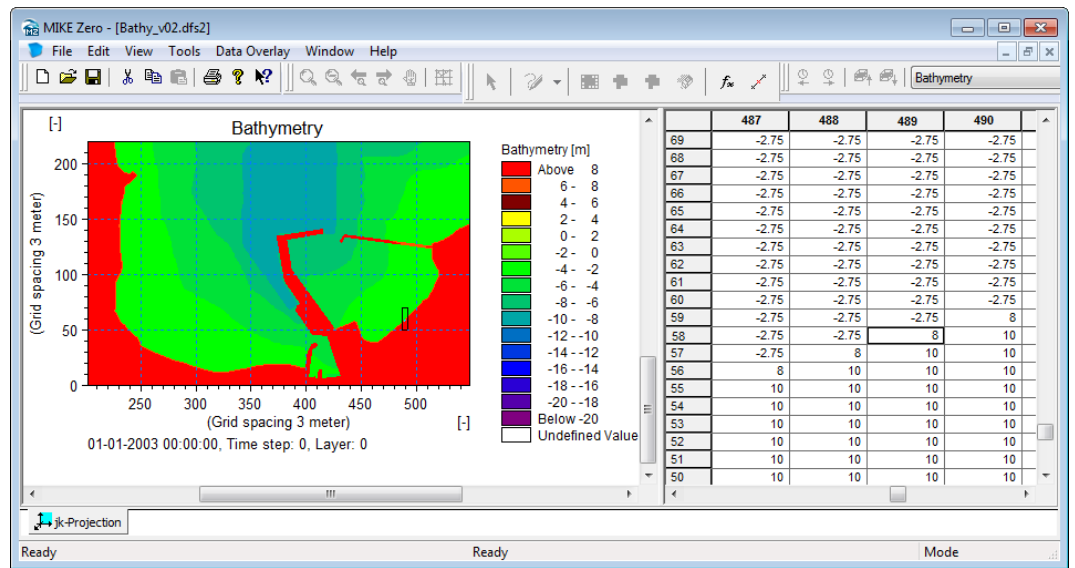 MIKE Zero - [Bathy_v02.dfs2]
File Edit View Tools Data Overlay Window Help
Bathymetry
[-]
Bathymetry
200
150
100
50
0
(Grid spacing 3 meter)
250 300 350 400 450 500
(Grid spacing 3 meter) [-]
01-01-2003 00:00:00, Time step: 0, Layer: 0
Bathymetry [m]
Above 8
6 - 8
4 - 6
2 - 4
0 - 2
-2 - 0
-4 - -2
-6 - -4
-8 - -6
-10 - -8
-12 - -10
-14 - -12
-16 - -14
-18 - -16
-20 - -18
Below -20
Undefined Value
487 488 489 490
69 -2.75 -2.75 -2.75 -2.75
68 -2.75 -2.75 -2.75 -2.75
67 -2.75 -2.75 -2.75 -2.75
66 -2.75 -2.75 -2.75 -2.75
65 -2.75 -2.75 -2.75 -2.75
64 -2.75 -2.75 -2.75 -2.75
63 -2.75 -2.75 -2.75 -2.75
62 -2.75 -2.75 -2.75 -2.75
61 -2.75 -2.75 -2.75 -2.75
60 -2.75 -2.75 -2.75 -2.75
59 -2.75 -2.75 -2.75 8
58 -2.75 -2.75 8 10
57 -2.75 8 10 10
56 8 10 10 10
55 10 10 10 10
54 10 10 10 10
53 10 10 10 10
52 10 10 10 10
51 10 10 10 10
50 10 10 10 10
jk-Projection
Ready Ready Mode